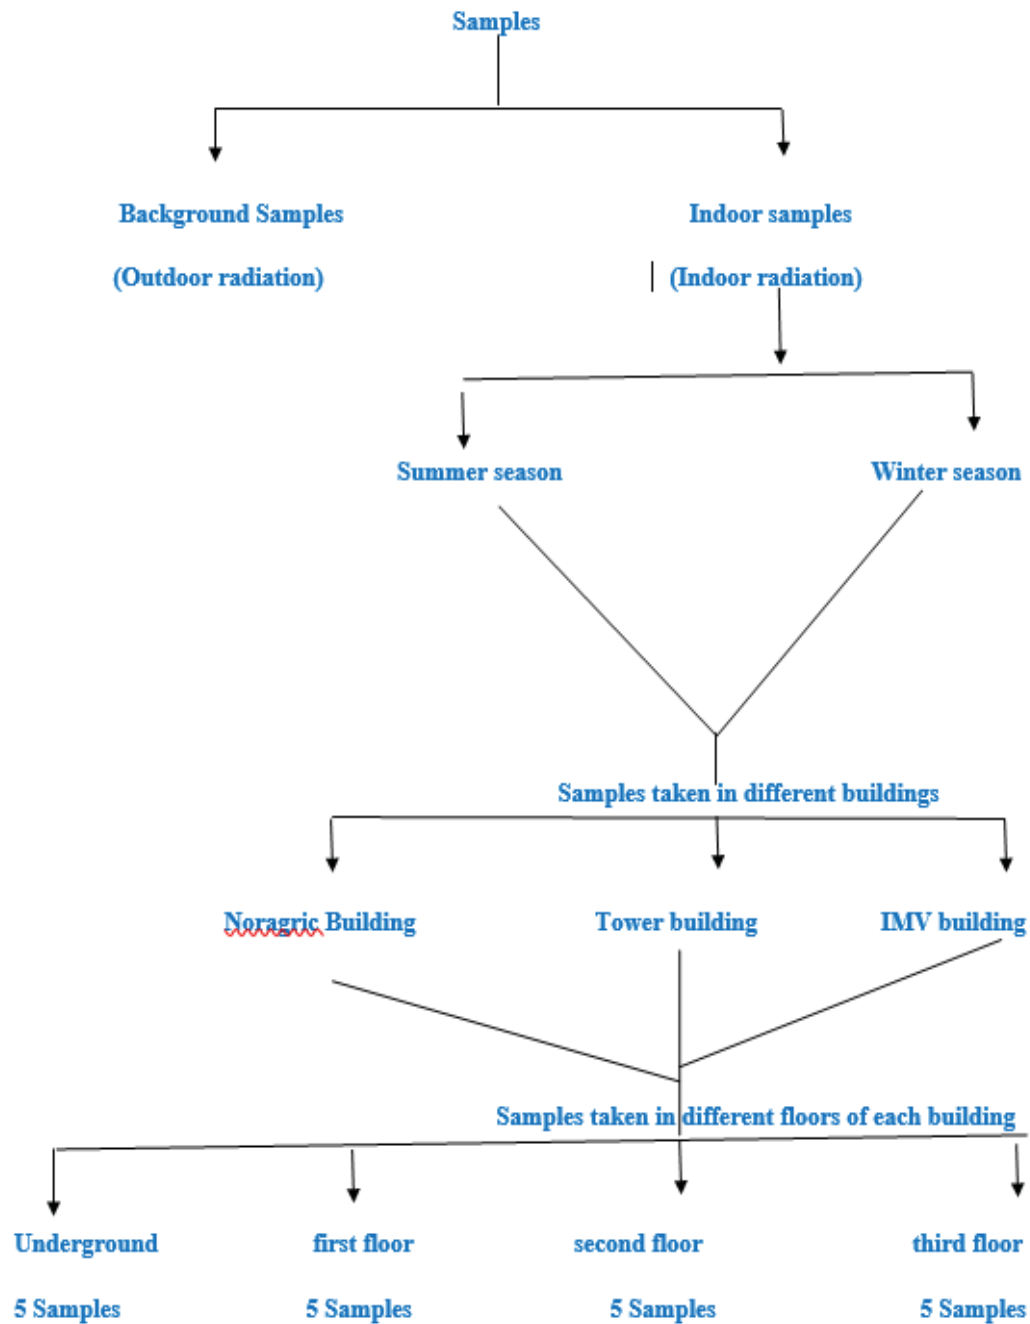 Samples
Background Samples
Indoor samples
(Outdoor radiation)
(Indoor radiation)
Summer season
Winter season
Samples taken in different buildings
Noragric Building
Tower building
IMV building
Samples taken in different floors of each building
Underground
first floor
second floor
third floor
5 Samples
5 Samples
5 Samples
5 Samples